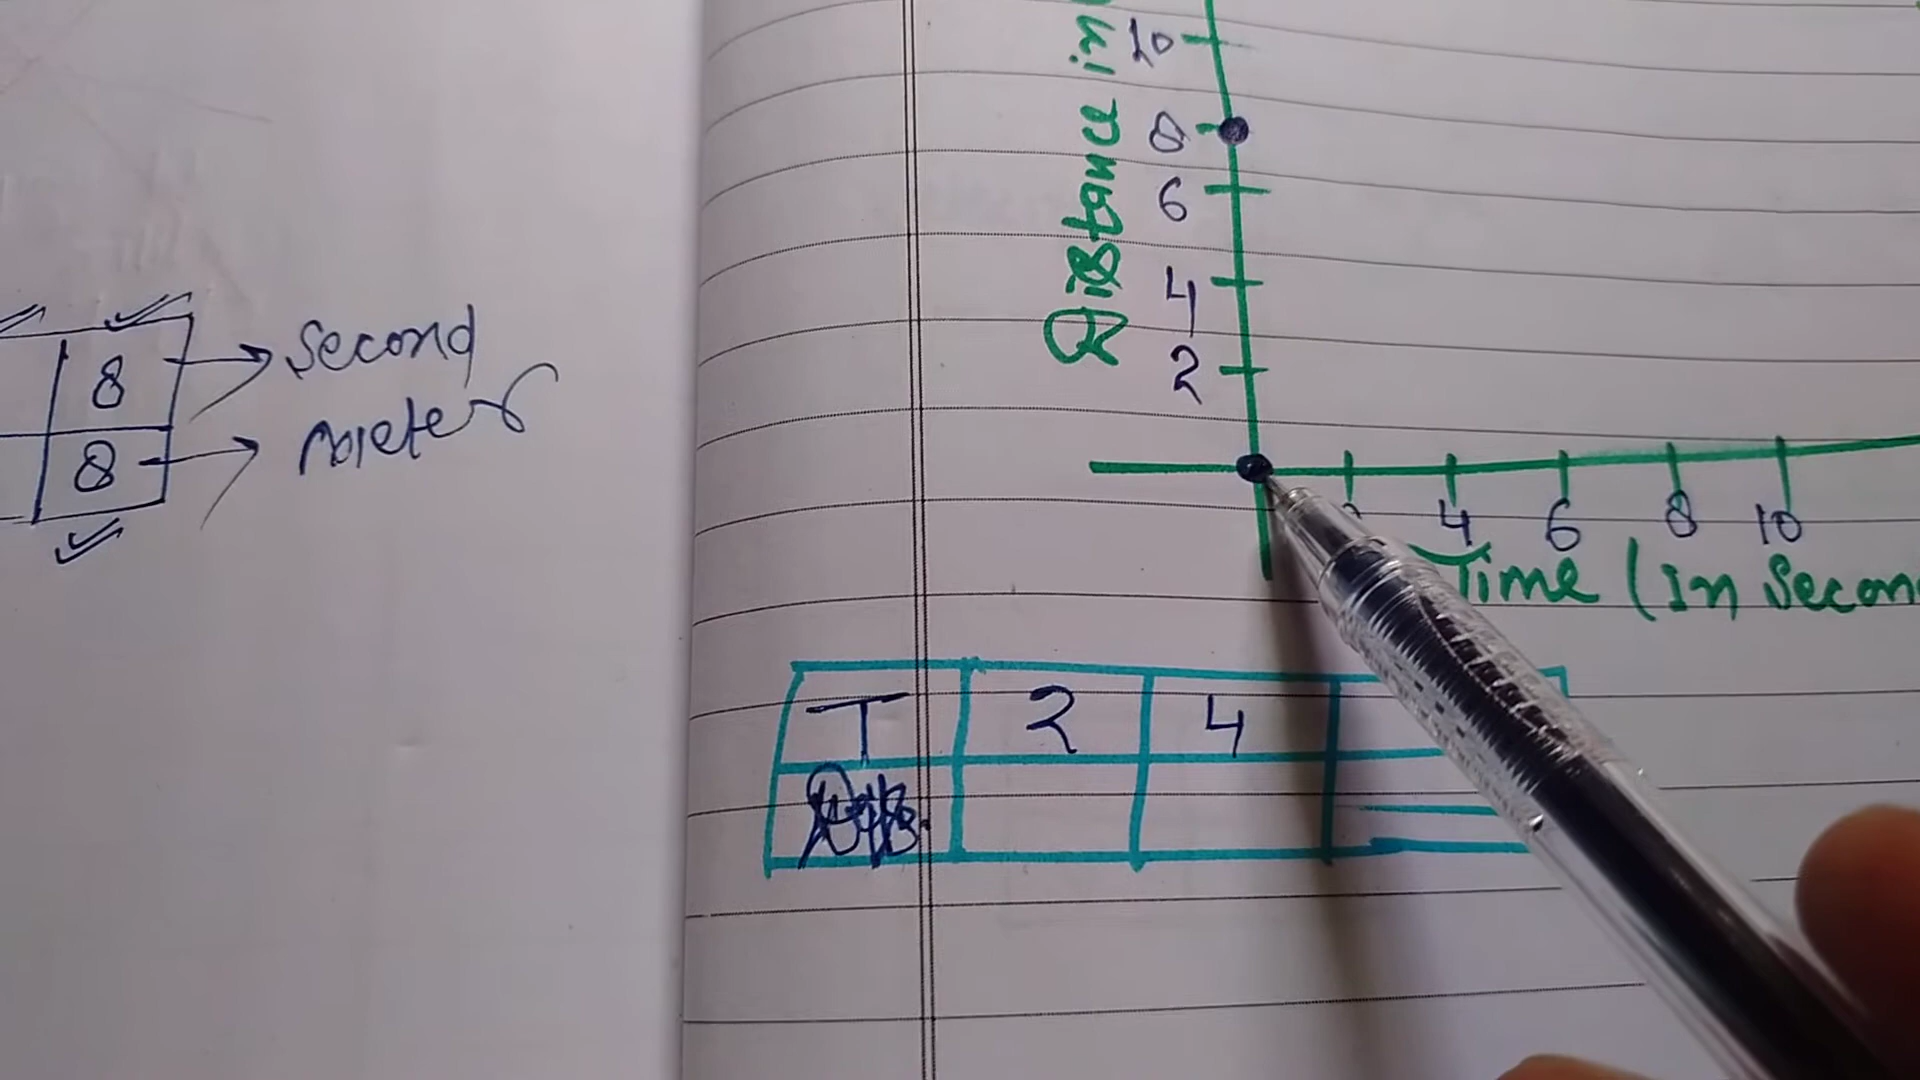 8 → second
8 → meter
Distance in
10
8
6
4
2
4 6 8 10
Time (in Secon
T 2 4